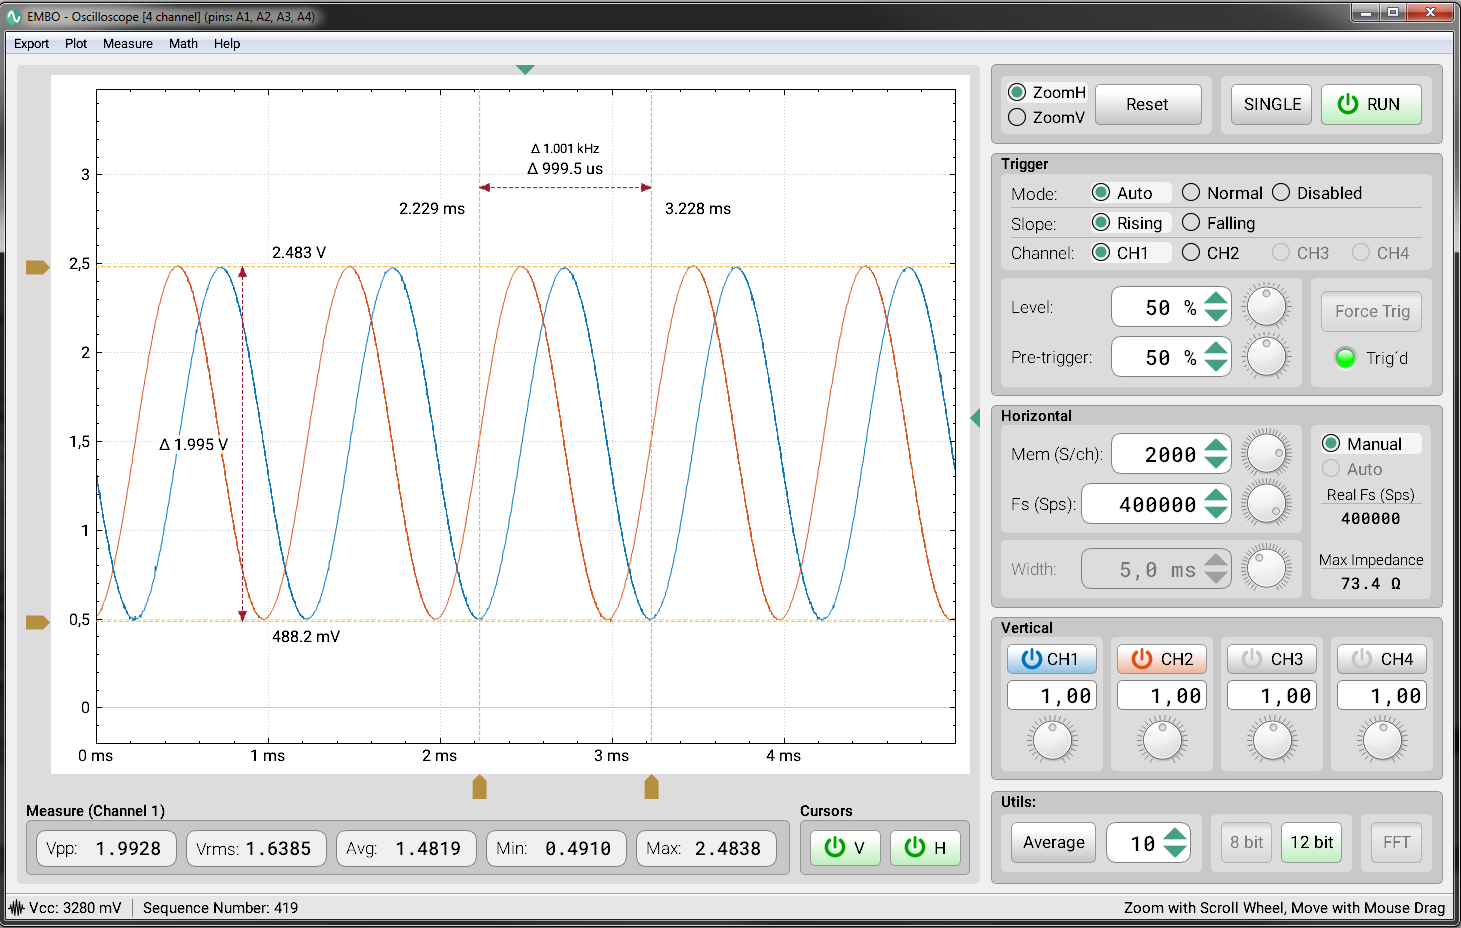 EMBO - Oscilloscope [4 channel] (pins: A1, A2, A3, A4)
Export Plot Measure Math Help
Δ 1.001 kHz
Δ 999.5 us
2.229 ms 3.228 ms
2.483 V
Δ 1.995 V
488.2 mV
3
2,5
2
1,5
1
0,5
0
0 ms 1 ms 2 ms 3 ms 4 ms
Measure (Channel 1)
Vpp: 1.9928 Vrms: 1.6385 Avg: 1.4819 Min: 0.4910 Max: 2.4838
Cursors
V H
ZoomH
ZoomV
Reset
SINGLE
RUN
Trigger
Mode: Auto Normal Disabled
Slope: Rising Falling
Channel: CH1 CH2 CH3 CH4
Level: 50 %
Pre-trigger: 50 %
Force Trig
Trig´d
Horizontal
Mem (S/ch): 2000
Fs (Sps): 400000
Width: 5,0 ms
Manual
Auto
Real Fs (Sps)
400000
Max Impedance
73.4 Ω
Vertical
CH1 CH2 CH3 CH4
1,00 1,00 1,00 1,00
Utils:
Average 10 8 bit 12 bit FFT
Vcc: 3280 mV Sequence Number: 419
Zoom with Scroll Wheel, Move with Mouse Drag